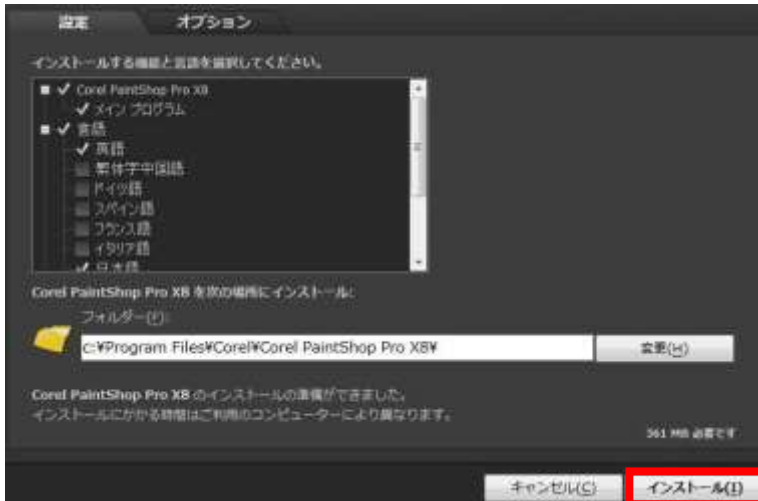 設定 オプション
インストールする機能と言語を選択してください。
Corel PaintShop Pro X8
メイン プログラム
言語
英語
繁体字中国語
ドイツ語
スペイン語
フランス語
イタリア語
日本語
Corel PaintShop Pro X8 を次の場所にインストール:
フォルダー(F):
c:¥Program Files¥Corel¥Corel PaintShop Pro X8¥
変更(H)
Corel PaintShop Pro X8 のインストールの準備ができました。
インストールにかかる時間はご利用のコンピューターにより異なります。
361 MB 必要です
キャンセル(C) インストール(I)